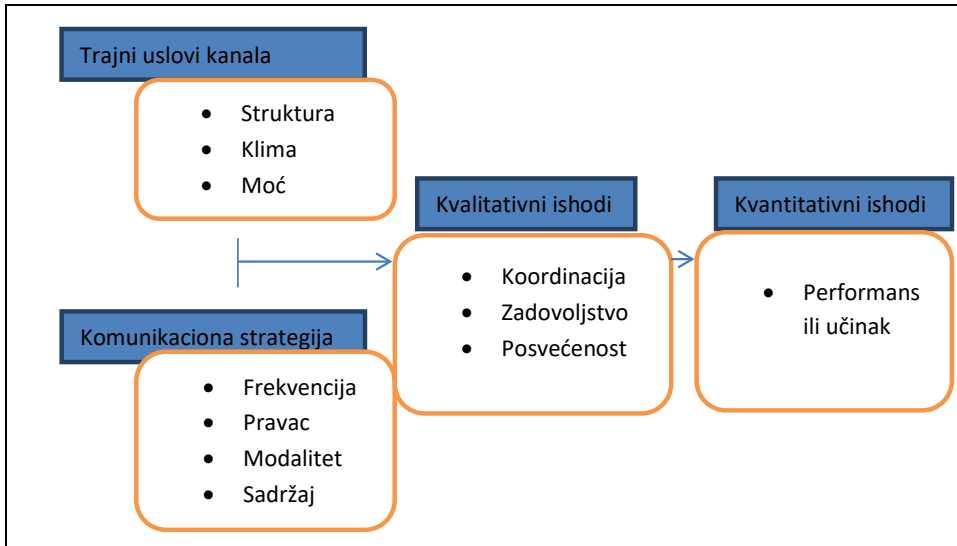 Trajni uslovi kanala
• Struktura
• Klima
• Moć
Komunikaciona strategija
• Frekvencija
• Pravac
• Modalitet
• Sadržaj
Kvalitativni ishodi
• Koordinacija
• Zadovoljstvo
• Posvećenost
Kvantitativni ishodi
• Performans
ili učinak